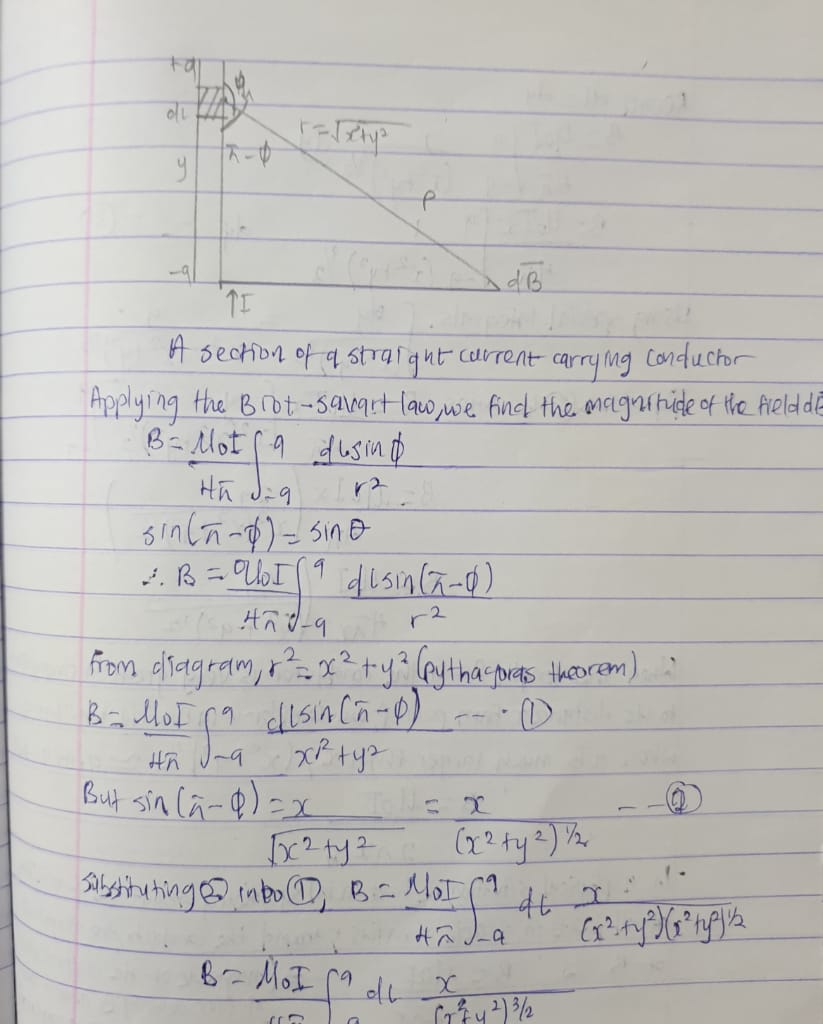 +a
φ
dl
r = √x²+y²
π-φ
y
P
-a
dB̅
↑I
A section of a straight current carrying conductor
Applying the Biot-savart law, we find the magnitude of the field dB
B = μ₀I/4π ∫₋ₐᵃ dl sin φ / r²
sin(π-φ) = sin θ
∴ B = μ₀I/4π ∫₋ₐᵃ dl sin(π-φ) / r²
From diagram, r² = x² + y² (pythagoras theorem)
B = μ₀I/4π ∫₋ₐᵃ dl sin(π-φ) / x²+y² --- ①
But sin(π-φ) = x / √x²+y² = x / (x²+y²)^½ -- ②
Substituting ② into ①, B = μ₀I/4π ∫₋ₐᵃ dl x / (x²+y²)(x²+y²)^½
B = μ₀I/4π ∫₋ₐᵃ dl x / (x²+y²)^3/2